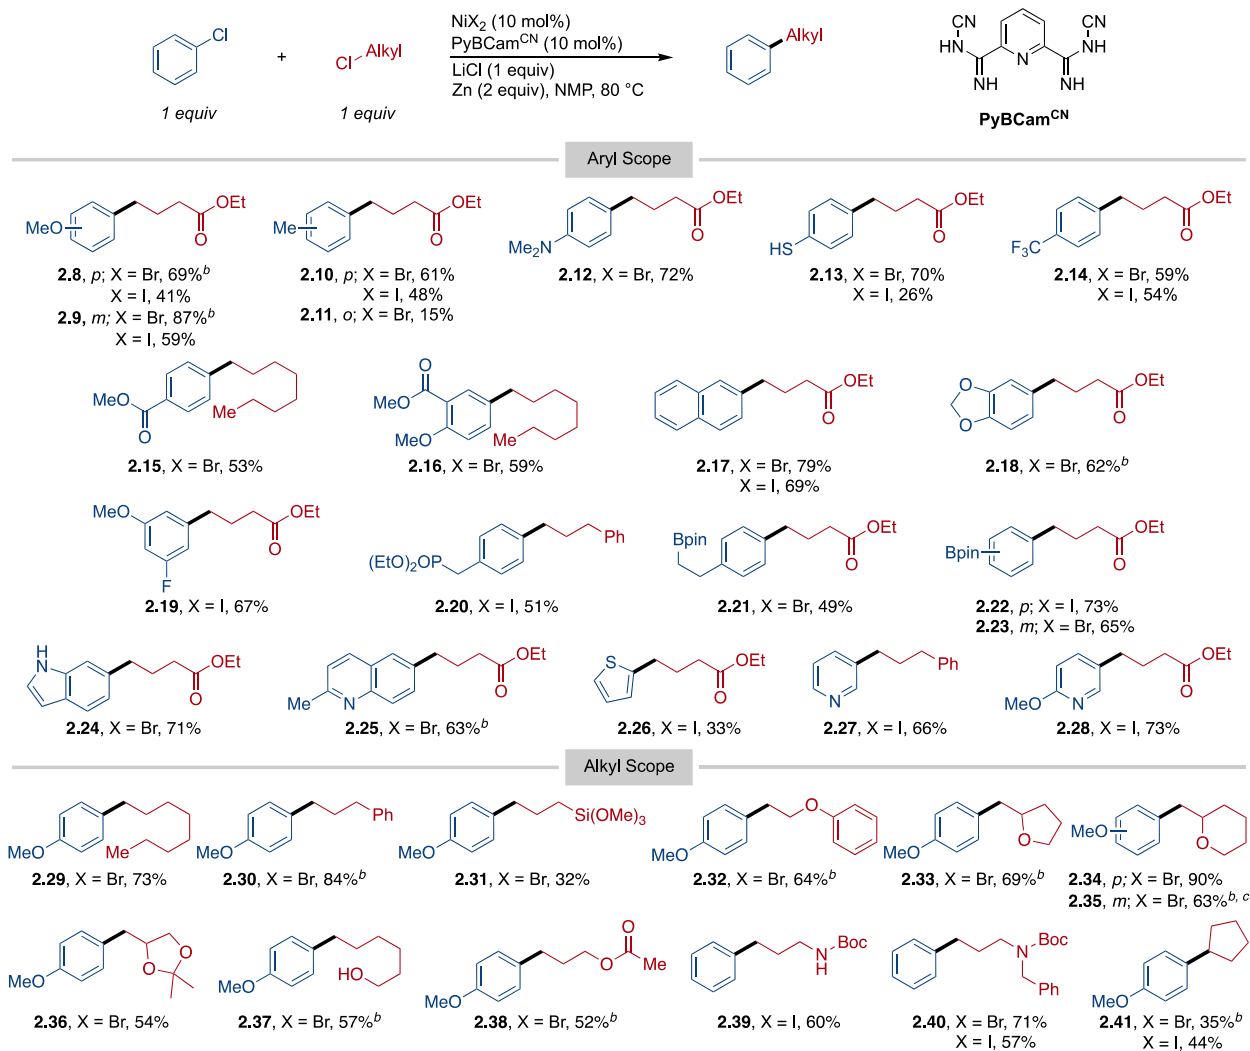 Cl
+
Cl
Alkyl
NiX2 (10 mol%)
PyBCam^CN (10 mol%)
LiCl (1 equiv)
Zn (2 equiv), NMP, 80 °C
Alkyl
CN
NH
N
CN
NH
NH
NH
1 equiv
1 equiv
PyBCam^CN
Aryl Scope
MeO
OEt
O
2.8, p; X = Br, 69%^b
X = I, 41%
2.9, m; X = Br, 87%^b
X = I, 59%
Me
OEt
O
2.10, p; X = Br, 61%
X = I, 48%
2.11, o; X = Br, 15%
Me2N
OEt
O
2.12, X = Br, 72%
HS
OEt
O
2.13, X = Br, 70%
X = I, 26%
F3C
OEt
O
2.14, X = Br, 59%
X = I, 54%
MeO
O
Me
2.15, X = Br, 53%
O
MeO
MeO
Me
2.16, X = Br, 59%
OEt
O
2.17, X = Br, 79%
X = I, 69%
O
O
OEt
O
2.18, X = Br, 62%^b
MeO
F
OEt
O
2.19, X = I, 67%
(EtO)2OP
Ph
2.20, X = I, 51%
Bpin
OEt
O
2.21, X = Br, 49%
Bpin
OEt
O
2.22, p; X = I, 73%
2.23, m; X = Br, 65%
H
N
OEt
O
2.24, X = Br, 71%
Me
N
OEt
O
2.25, X = Br, 63%^b
S
OEt
O
2.26, X = I, 33%
N
Ph
2.27, X = I, 66%
MeO
N
OEt
O
2.28, X = I, 73%
Alkyl Scope
MeO
Me
2.29, X = Br, 73%
MeO
Ph
2.30, X = Br, 84%^b
MeO
Si(OMe)3
2.31, X = Br, 32%
MeO
O
2.32, X = Br, 64%^b
MeO
O
2.33, X = Br, 69%^b
MeO
O
2.34, p; X = Br, 90%
2.35, m; X = Br, 63%^b, c
MeO
O
O
2.36, X = Br, 54%
MeO
HO
2.37, X = Br, 57%^b
MeO
O
O
Me
2.38, X = Br, 52%^b
N
H
Boc
2.39, X = I, 60%
N
Boc
Ph
2.40, X = Br, 71%
X = I, 57%
MeO
2.41, X = Br, 35%^b
X = I, 44%